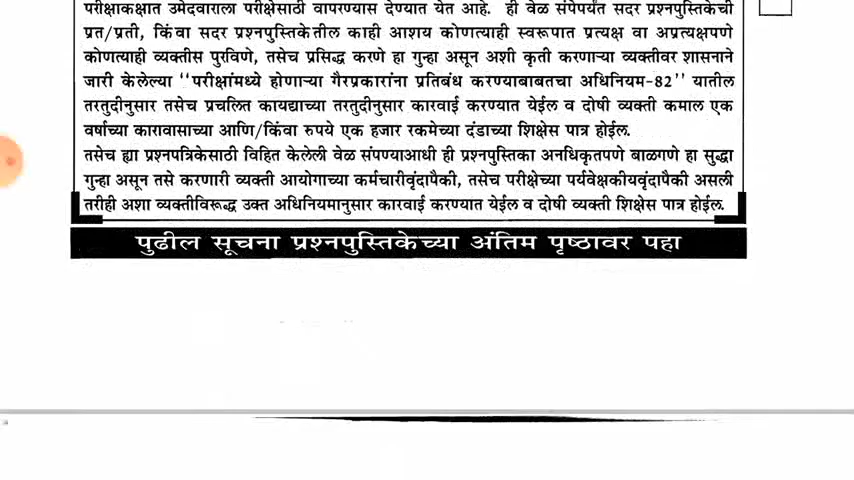 परीक्षाकक्षात उमेदवाराला परीक्षेसाठी वापरण्यास देण्यात येत आहे. ही वेळ संपेपर्यंत सदर प्रश्नपुस्तिकेची
प्रत/प्रती, किंवा सदर प्रश्नपुस्तिकेतील काही आशय कोणत्याही स्वरूपात प्रत्यक्ष वा अप्रत्यक्षपणे
कोणत्याही व्यक्तीस पुरविणे, तसेच प्रसिद्ध करणे हा गुन्हा असून अशी कृती करणाऱ्या व्यक्तीवर शासनाने
जारी केलेल्या "परीक्षांमध्ये होणाऱ्या गैरप्रकारांना प्रतिबंध करण्याबाबतचा अधिनियम-82" यातील
तरतुदीनुसार तसेच प्रचलित कायद्याच्या तरतुदीनुसार कारवाई करण्यात येईल व दोषी व्यक्ती कमाल एक
वर्षाच्या कारावासाच्या आणि/किंवा रुपये एक हजार रकमेच्या दंडाच्या शिक्षेस पात्र होईल.
तसेच ह्या प्रश्नपत्रिकेसाठी विहित केलेली वेळ संपण्याआधी ही प्रश्नपुस्तिका अनधिकृतपणे बाळगणे हा सुद्धा
गुन्हा असून तसे करणारी व्यक्ती आयोगाच्या कर्मचारीवृंदापैकी, तसेच परीक्षेच्या पर्यवेक्षकीयवृंदापैकी असली
तरीही अशा व्यक्तीविरूद्ध उक्त अधिनियमानुसार कारवाई करण्यात येईल व दोषी व्यक्ती शिक्षेस पात्र होईल.
पुढील सूचना प्रश्नपुस्तिकेच्या अंतिम पृष्ठावर पहा